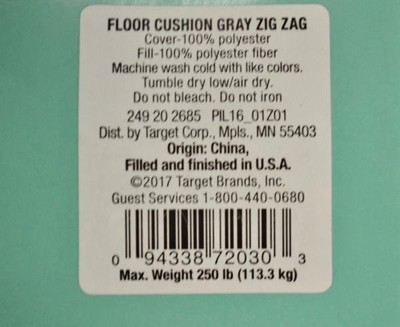 FLOOR CUSHION GRAY ZIG ZAG
Cover-100% polyester
Fill-100% polyester fiber
Machine wash cold with like colors.
Tumble dry low/air dry.
Do not bleach. Do not iron
249 20 2685 PIL16_01Z01
Dist. by Target Corp., Mpls., MN 55403
Origin: China,
Filled and finished in U.S.A.
©2017 Target Brands, Inc.
Guest Services 1-800-440-0680
0 94338 72030 3
Max. Weight 250 lb (113.3 kg)